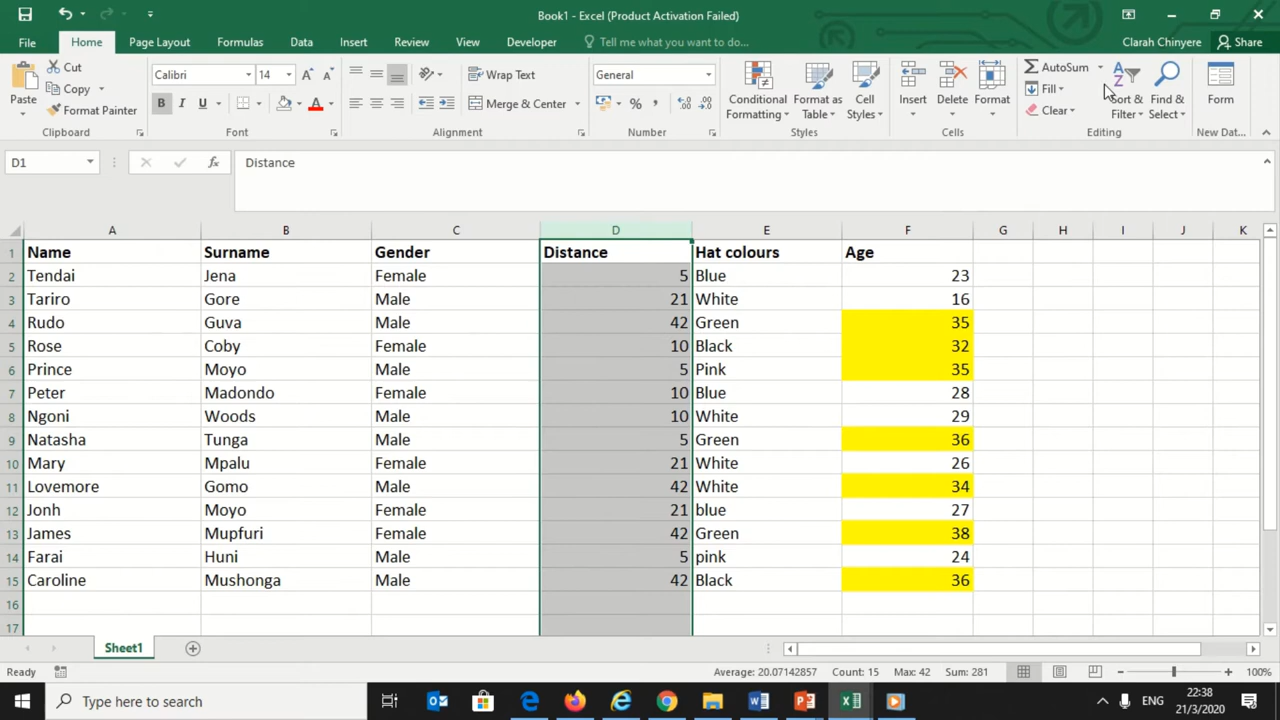 Book1 - Excel (Product Activation Failed)
File Home Page Layout Formulas Data Insert Review View Developer Tell me what you want to do... Clarah Chinyere Share
Paste
Cut
Copy
Format Painter
Clipboard
Calibri 14
B I U A
Font
Wrap Text
Merge & Center
Alignment
General
% ,
Number
Conditional Formatting
Format as Table
Cell Styles
Styles
Insert
Delete
Format
Cells
AutoSum
Fill
Clear
Sort & Filter
Find & Select
Editing
Form
New Dat...
D1 fx Distance
A B C D E F G H I J K
1 Name Surname Gender Distance Hat colours Age
2 Tendai Jena Female 5 Blue 23
3 Tariro Gore Male 21 White 16
4 Rudo Guva Male 42 Green 35
5 Rose Coby Female 10 Black 32
6 Prince Moyo Male 5 Pink 35
7 Peter Madondo Female 10 Blue 28
8 Ngoni Woods Male 10 White 29
9 Natasha Tunga Male 5 Green 36
10 Mary Mpalu Female 21 White 26
11 Lovemore Gomo Male 42 White 34
12 Jonh Moyo Female 21 blue 27
13 James Mupfuri Female 42 Green 38
14 Farai Huni Male 5 pink 24
15 Caroline Mushonga Male 42 Black 36
16
17
Sheet1
Ready Average: 20.07142857 Count: 15 Max: 42 Sum: 281 100%
Type here to search
ENG
22:38
21/3/2020